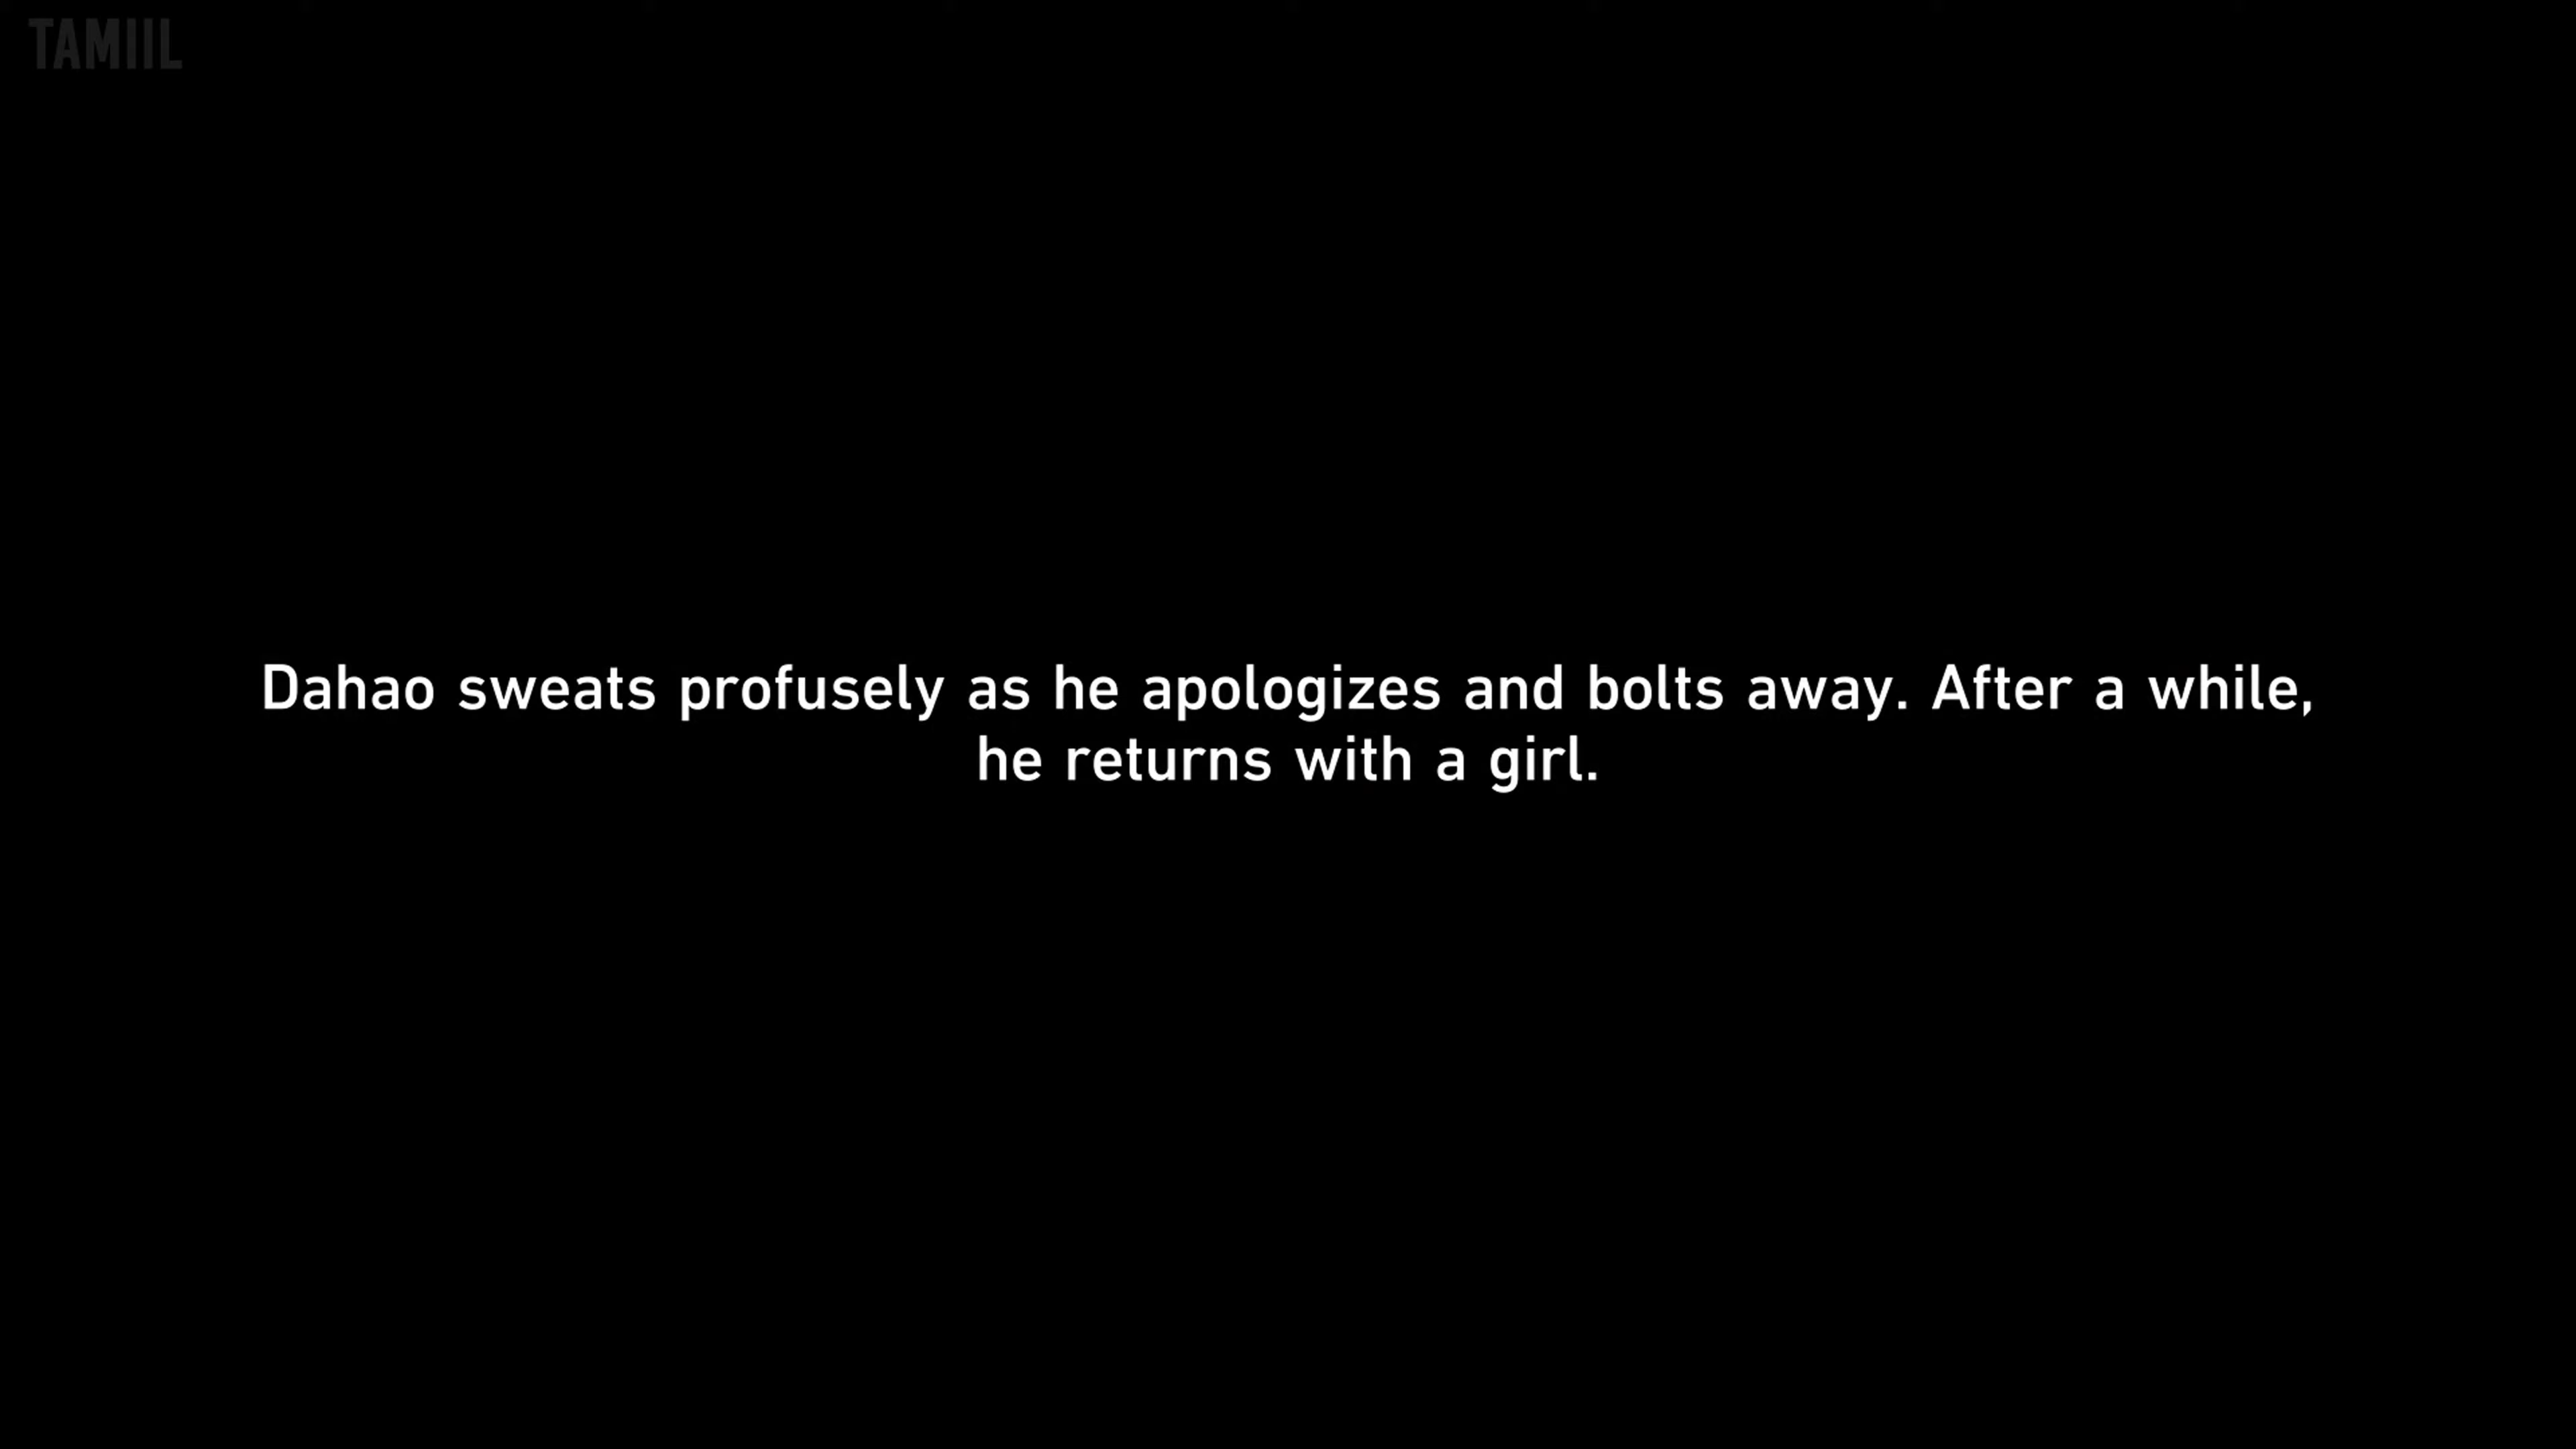 TAMIIL
Dahao sweats profusely as he apologizes and bolts away. After a while,
he returns with a girl.